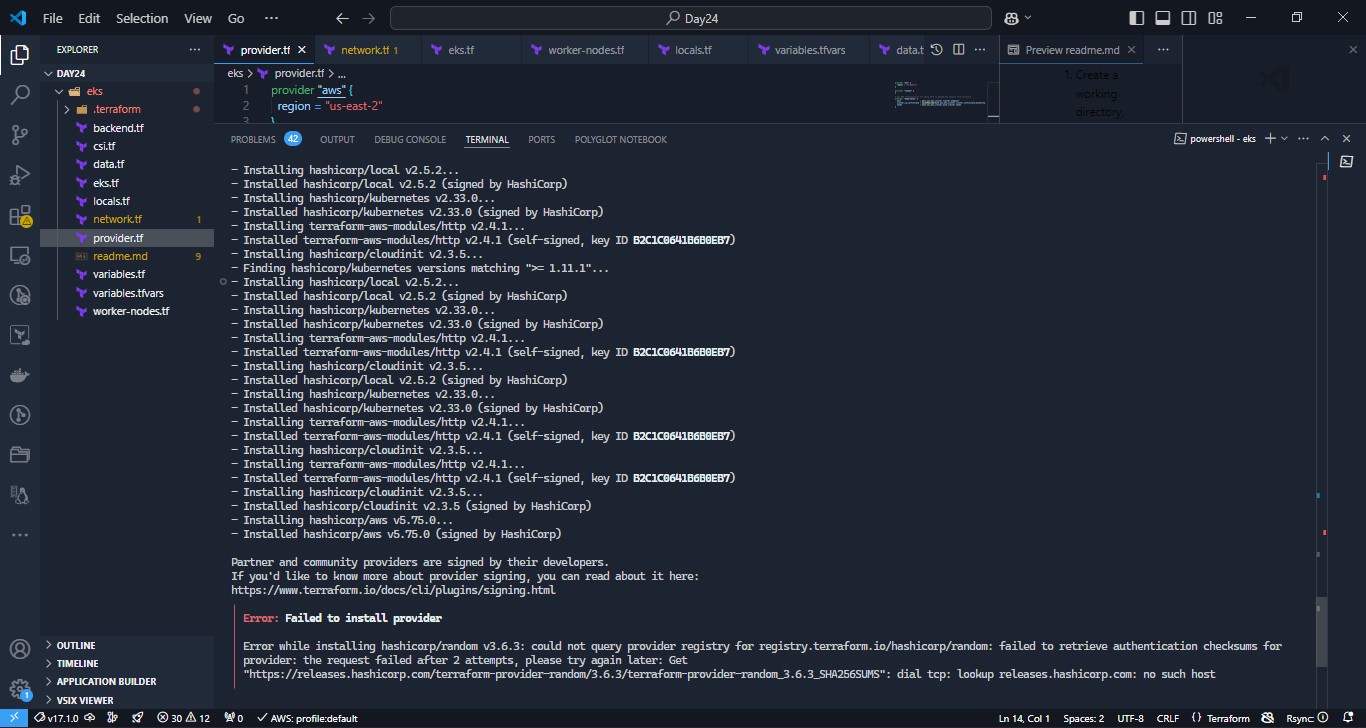 File Edit Selection View Go ··· Day24
EXPLORER ···
DAY24
eks
.terraform
backend.tf
csi.tf
data.tf
eks.tf
locals.tf
network.tf 1
provider.tf
readme.md 9
variables.tf
variables.tfvars
worker-nodes.tf
OUTLINE
TIMELINE
APPLICATION BUILDER
VSIX VIEWER
provider.tf network.tf 1 eks.tf worker-nodes.tf locals.tf variables.tfvars data.t ··· Preview readme.md ···
eks > provider.tf > ...
1 provider "aws" {
2 region = "us-east-2"
3 }
1. Create a
working
directory.
PROBLEMS 42 OUTPUT DEBUG CONSOLE TERMINAL PORTS POLYGLOT NOTEBOOK powershell - eks
- Installing hashicorp/local v2.5.2...
- Installed hashicorp/local v2.5.2 (signed by HashiCorp)
- Installing hashicorp/kubernetes v2.33.0...
- Installed hashicorp/kubernetes v2.33.0 (signed by HashiCorp)
- Installing terraform-aws-modules/http v2.4.1...
- Installed terraform-aws-modules/http v2.4.1 (self-signed, key ID B2C1C0641B6B0EB7)
- Installing hashicorp/cloudinit v2.3.5...
- Finding hashicorp/kubernetes versions matching ">= 1.11.1"...
- Installing hashicorp/local v2.5.2...
- Installed hashicorp/local v2.5.2 (signed by HashiCorp)
- Installing hashicorp/kubernetes v2.33.0...
- Installed hashicorp/kubernetes v2.33.0 (signed by HashiCorp)
- Installing terraform-aws-modules/http v2.4.1...
- Installed terraform-aws-modules/http v2.4.1 (self-signed, key ID B2C1C0641B6B0EB7)
- Installing hashicorp/cloudinit v2.3.5...
- Installed hashicorp/local v2.5.2 (signed by HashiCorp)
- Installing hashicorp/kubernetes v2.33.0...
- Installed hashicorp/kubernetes v2.33.0 (signed by HashiCorp)
- Installing terraform-aws-modules/http v2.4.1...
- Installed terraform-aws-modules/http v2.4.1 (self-signed, key ID B2C1C0641B6B0EB7)
- Installing hashicorp/cloudinit v2.3.5...
- Installing terraform-aws-modules/http v2.4.1...
- Installed terraform-aws-modules/http v2.4.1 (self-signed, key ID B2C1C0641B6B0EB7)
- Installing hashicorp/cloudinit v2.3.5...
- Installed hashicorp/cloudinit v2.3.5 (signed by HashiCorp)
- Installing hashicorp/aws v5.75.0...
- Installed hashicorp/aws v5.75.0 (signed by HashiCorp)
Partner and community providers are signed by their developers.
If you'd like to know more about provider signing, you can read about it here:
https://www.terraform.io/docs/cli/plugins/signing.html
Error: Failed to install provider
Error while installing hashicorp/random v3.6.3: could not query provider registry for registry.terraform.io/hashicorp/random: failed to retrieve authentication checksums for
provider: the request failed after 2 attempts, please try again later: Get
"https://releases.hashicorp.com/terraform-provider-random/3.6.3/terraform-provider-random_3.6.3_SHA256SUMS": dial tcp: lookup releases.hashicorp.com: no such host
1
v17.1.0 30 12 0 AWS: profile:default Ln 14, Col 1 Spaces: 2 UTF-8 CRLF { } Terraform Rsync: